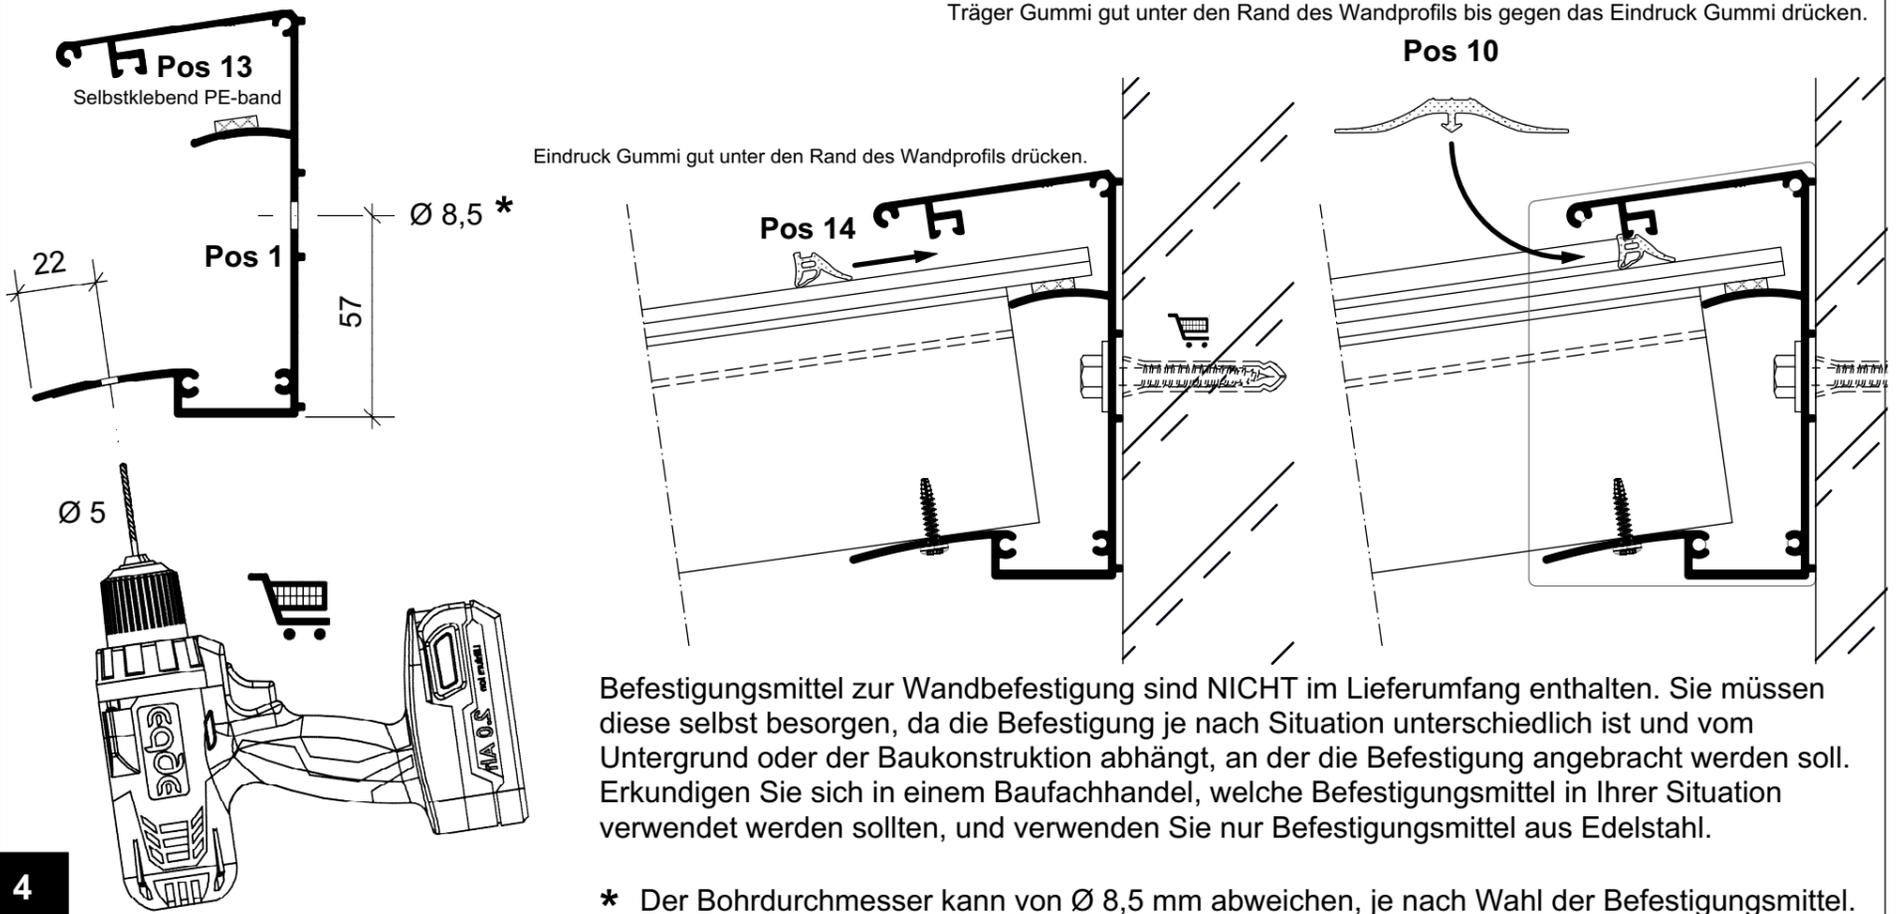 Träger Gummi gut unter den Rand des Wandprofils bis gegen das Eindruck Gummi drücken.
Pos 10
Pos 13
Selbstklebend PE-band
Eindruck Gummi gut unter den Rand des Wandprofils drücken.
Ø 8,5 *
Pos 14
Pos 1
22
57
Ø 5
2.0 AH
Befestigungsmittel zur Wandbefestigung sind NICHT im Lieferumfang enthalten. Sie müssen
diese selbst besorgen, da die Befestigung je nach Situation unterschiedlich ist und vom
Untergrund oder der Baukonstruktion abhängt, an der die Befestigung angebracht werden soll.
Erkundigen Sie sich in einem Baufachhandel, welche Befestigungsmittel in Ihrer Situation
verwendet werden sollten, und verwenden Sie nur Befestigungsmittel aus Edelstahl.
4
* Der Bohrdurchmesser kann von Ø 8,5 mm abweichen, je nach Wahl der Befestigungsmittel.